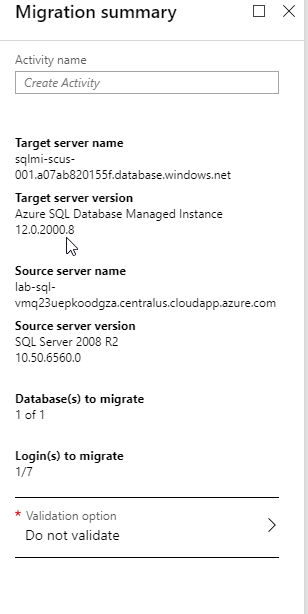 Migration summary
Activity name
Create Activity
Target server name
sqlmi-scus-
001.a07ab820155f.database.windows.net
Target server version
Azure SQL Database Managed Instance
12.0.2000.8
Source server name
lab-sql-
vmq23uepkoodgza.centralus.cloudapp.azure.com
Source server version
SQL Server 2008 R2
10.50.6560.0
Database(s) to migrate
1 of 1
Login(s) to migrate
1/7
* Validation option
Do not validate